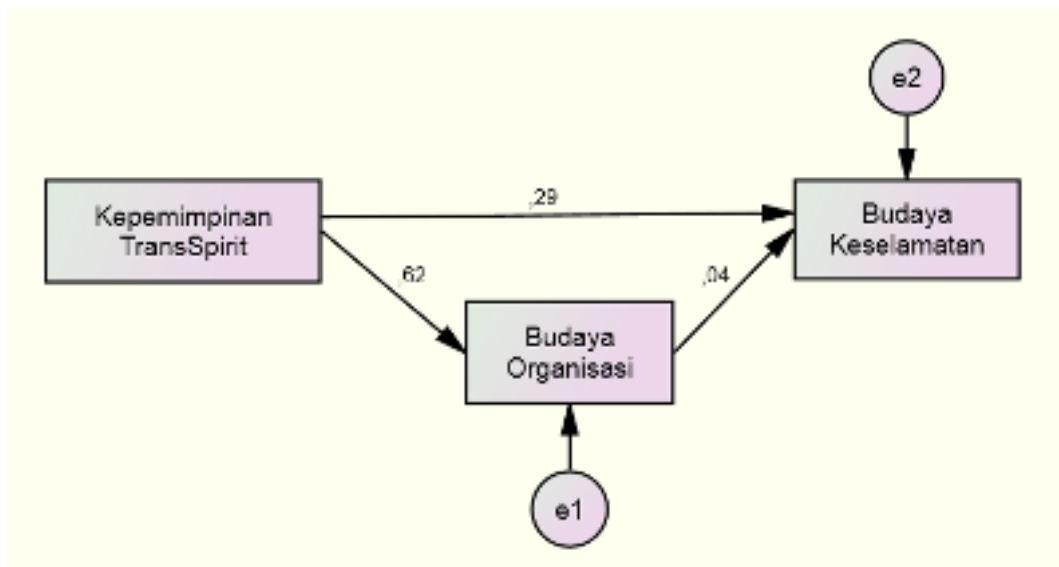 e2
Kepemimpinan
TransSpirit
,29
Budaya
Keselamatan
,62
,04
Budaya
Organisasi
e1